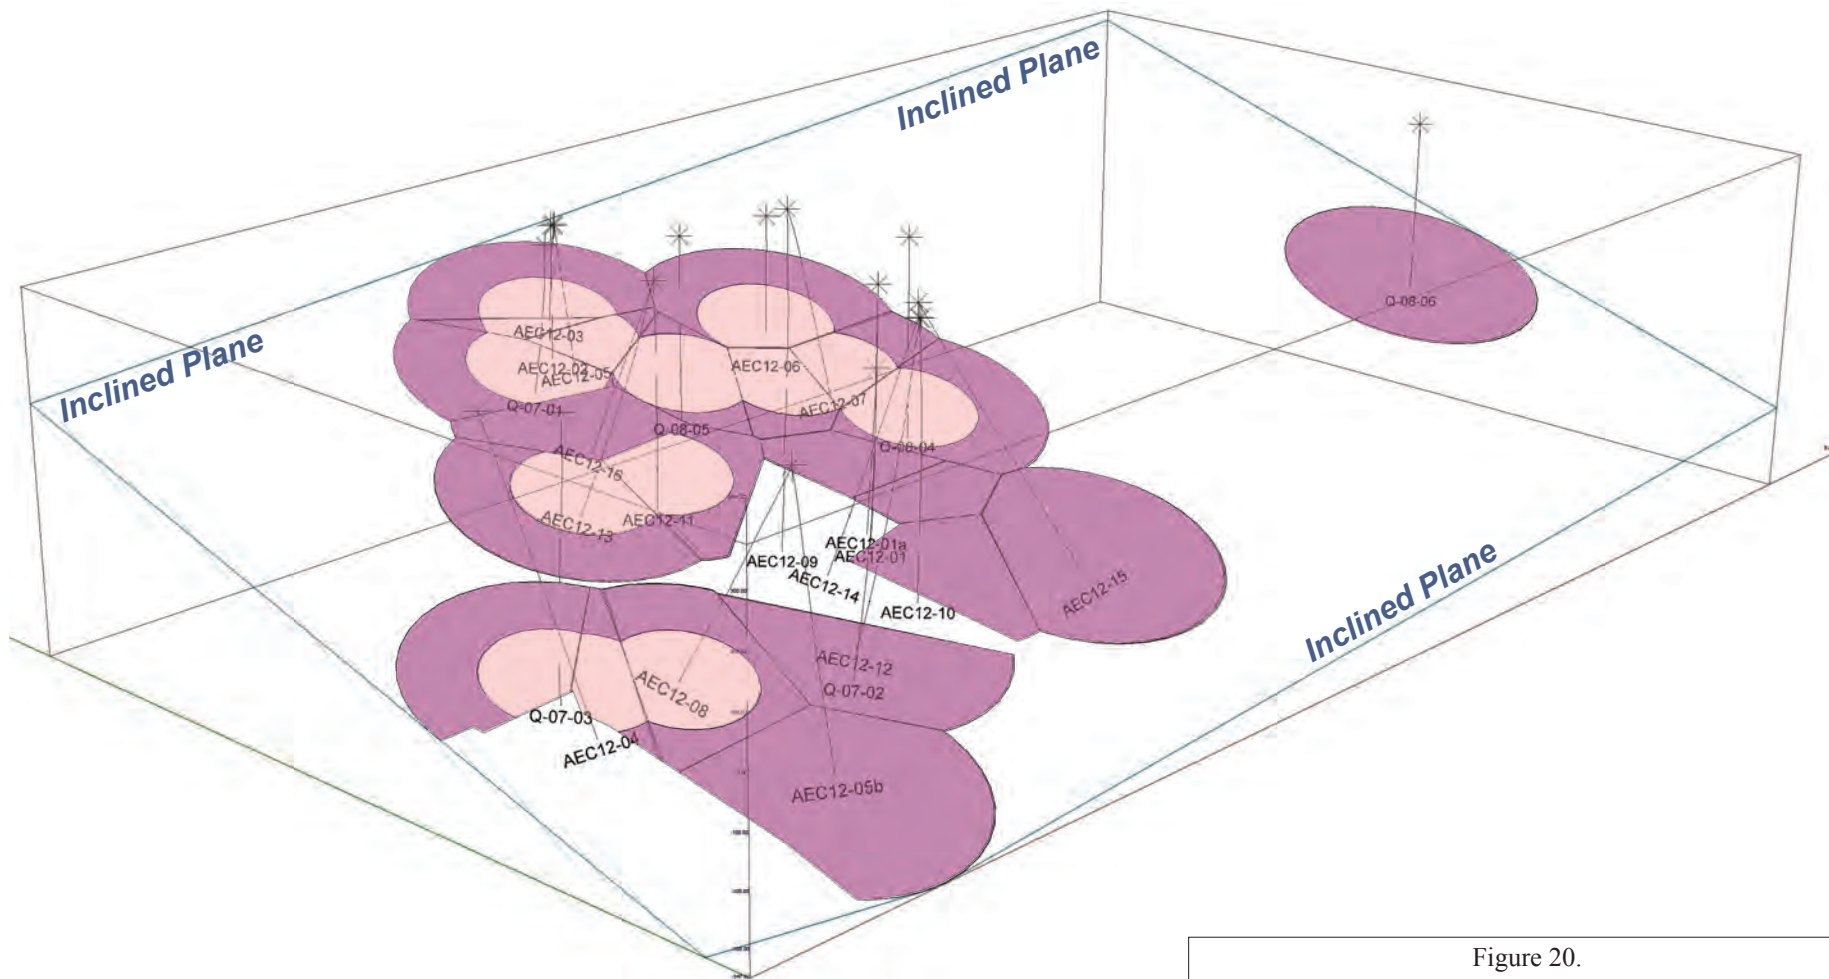 Inclined Plane
Q-08-06
AEC12-03
Inclined Plane
AEC12-02
AEC12-05
AEC12-06
Q-07-01
AEC12-07
Q-08-05
Q-08-04
AEC12-16
AEC12-13
AEC12-11
AEC12-01a
AEC12-01
AEC12-09
AEC12-14
AEC12-15
AEC12-10
Inclined Plane
AEC12-12
AEC12-08
Q-07-02
Q-07-03
AEC12-04
AEC12-05b
Figure 20.